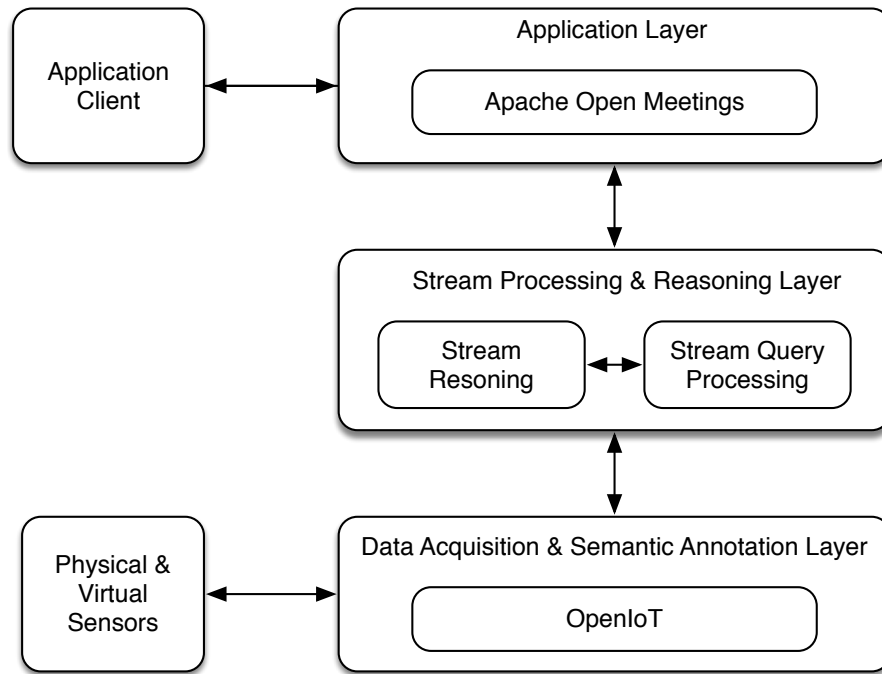 Application
Client
Application Layer
Apache Open Meetings
Stream Processing & Reasoning Layer
Stream
Resoning
Stream Query
Processing
Physical &
Virtual
Sensors
Data Acquisition & Semantic Annotation Layer
OpenIoT